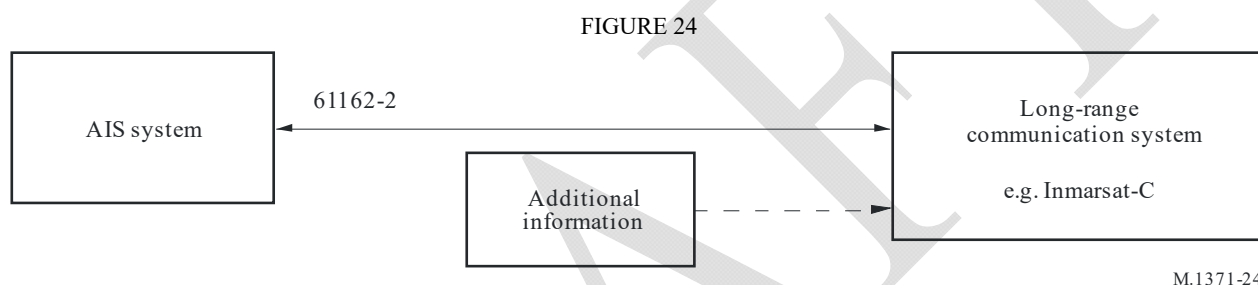 FIGURE 24
AIS system
61162-2
Long-range
communication system
e.g. Inmarsat-C
Additional
information
M.1371-24